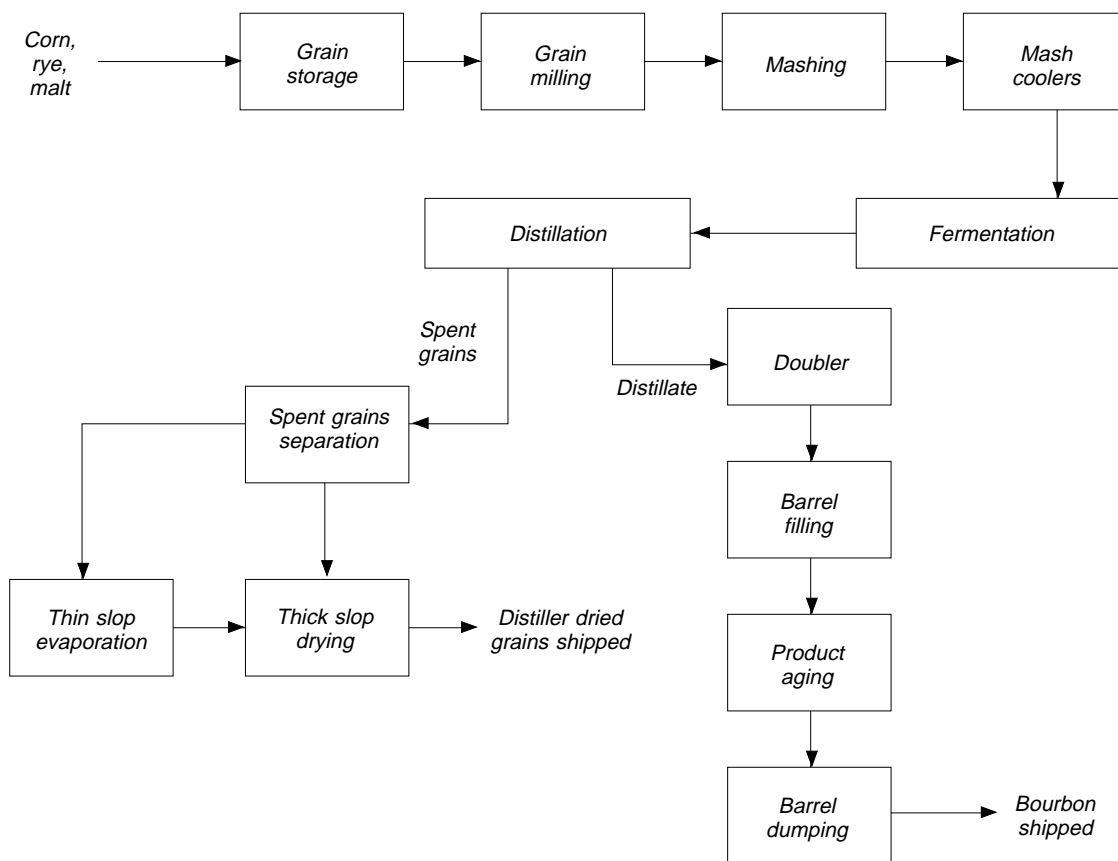 Corn,
rye,
malt
Grain
storage
Grain
milling
Mashing
Mash
coolers
Distillation
Fermentation
Spent
grains
Distillate
Doubler
Spent grains
separation
Barrel
filling
Thin slop
evaporation
Thick slop
drying
Distiller dried
grains shipped
Product
aging
Barrel
dumping
Bourbon
shipped